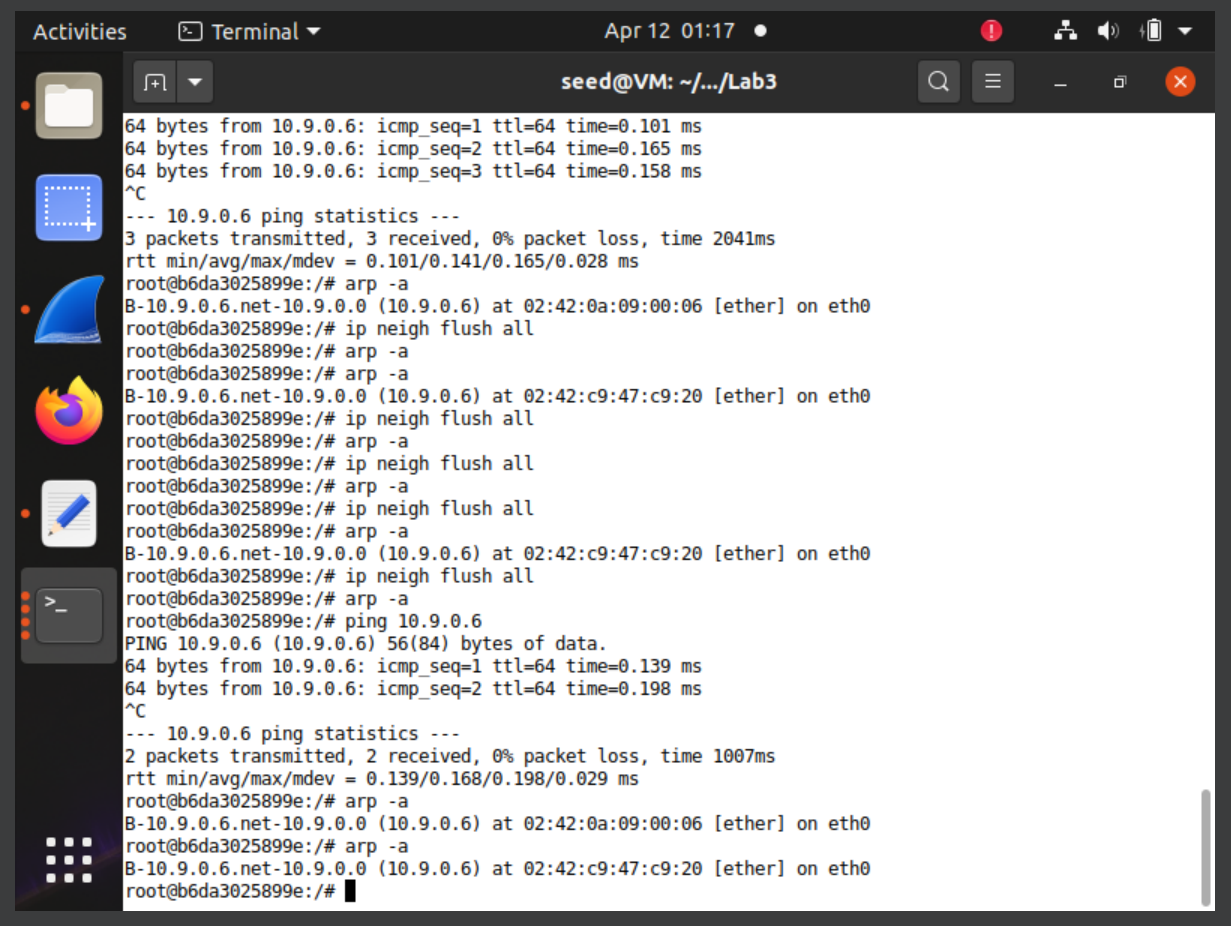 Activities
Terminal
Apr 12 01:17
seed@VM: ~/.../Lab3
64 bytes from 10.9.0.6: icmp_seq=1 ttl=64 time=0.101 ms
64 bytes from 10.9.0.6: icmp_seq=2 ttl=64 time=0.165 ms
64 bytes from 10.9.0.6: icmp_seq=3 ttl=64 time=0.158 ms
^C
--- 10.9.0.6 ping statistics ---
3 packets transmitted, 3 received, 0% packet loss, time 2041ms
rtt min/avg/max/mdev = 0.101/0.141/0.165/0.028 ms
root@b6da3025899e:/# arp -a
B-10.9.0.6.net-10.9.0.0 (10.9.0.6) at 02:42:0a:09:00:06 [ether] on eth0
root@b6da3025899e:/# ip neigh flush all
root@b6da3025899e:/# arp -a
root@b6da3025899e:/# arp -a
B-10.9.0.6.net-10.9.0.0 (10.9.0.6) at 02:42:c9:47:c9:20 [ether] on eth0
root@b6da3025899e:/# ip neigh flush all
root@b6da3025899e:/# arp -a
root@b6da3025899e:/# ip neigh flush all
root@b6da3025899e:/# arp -a
root@b6da3025899e:/# ip neigh flush all
root@b6da3025899e:/# arp -a
B-10.9.0.6.net-10.9.0.0 (10.9.0.6) at 02:42:c9:47:c9:20 [ether] on eth0
root@b6da3025899e:/# ip neigh flush all
root@b6da3025899e:/# arp -a
root@b6da3025899e:/# ping 10.9.0.6
PING 10.9.0.6 (10.9.0.6) 56(84) bytes of data.
64 bytes from 10.9.0.6: icmp_seq=1 ttl=64 time=0.139 ms
64 bytes from 10.9.0.6: icmp_seq=2 ttl=64 time=0.198 ms
^C
--- 10.9.0.6 ping statistics ---
2 packets transmitted, 2 received, 0% packet loss, time 1007ms
rtt min/avg/max/mdev = 0.139/0.168/0.198/0.029 ms
root@b6da3025899e:/# arp -a
B-10.9.0.6.net-10.9.0.0 (10.9.0.6) at 02:42:0a:09:00:06 [ether] on eth0
root@b6da3025899e:/# arp -a
B-10.9.0.6.net-10.9.0.0 (10.9.0.6) at 02:42:c9:47:c9:20 [ether] on eth0
root@b6da3025899e:/#